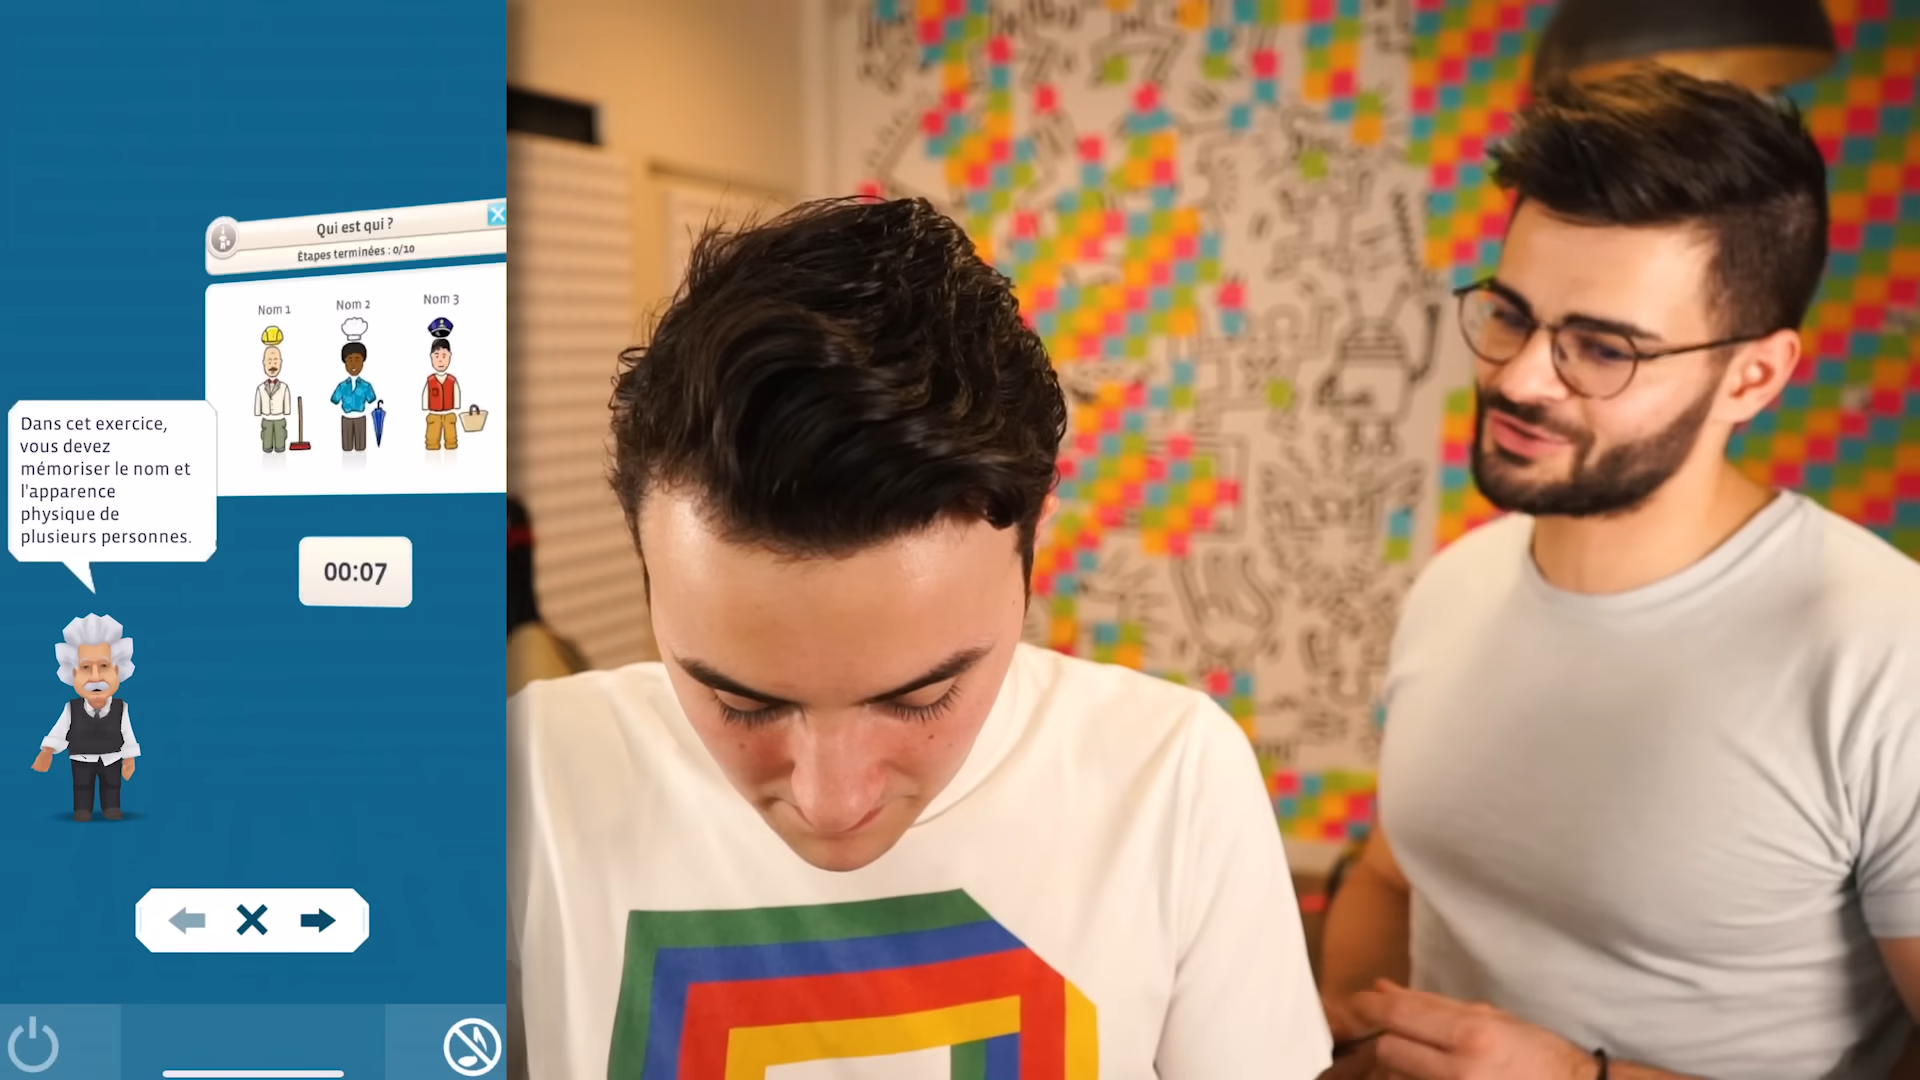 Qui est qui ?
Étapes terminées : 0/10
Nom 1
Nom 2
Nom 3
Dans cet exercice,
vous devez
mémoriser le nom et
l'apparence
physique de
plusieurs personnes.
00:07